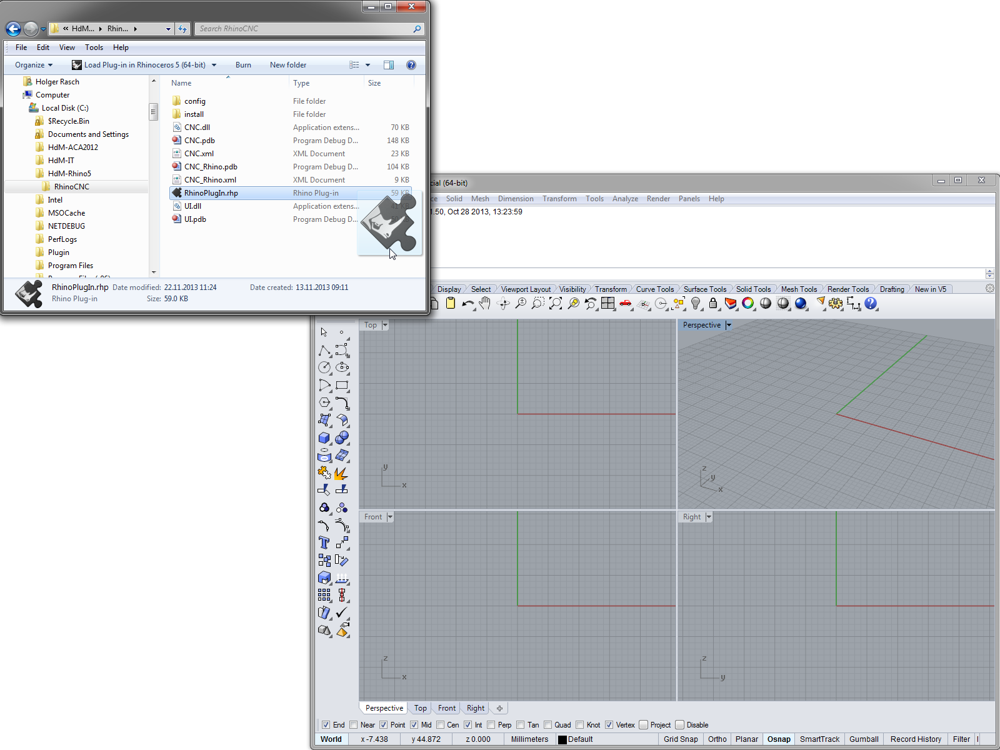 « HdM... ▸ Rhin... ▸
Search RhinoCNC
File Edit View Tools Help
Organize Load Plug-in in Rhinoceros 5 (64-bit) Burn New folder
Holger Rasch
Computer
Local Disk (C:)
$Recycle.Bin
Documents and Settings
HdM-ACA2012
HdM-IT
HdM-Rhino5
RhinoCNC
Intel
MSOCache
NETDEBUG
PerfLogs
Plugin
Program Files
Name Type Size
config File folder
install File folder
CNC.dll Application extens... 70 KB
CNC.pdb Program Debug D... 148 KB
CNC.xml XML Document 23 KB
CNC_Rhino.pdb Program Debug D... 104 KB
CNC_Rhino.xml XML Document 9 KB
RhinoPlugIn.rhp Rhino Plug-in 59 KB
UI.dll Application extens... 41 KB
UI.pdb Program Debug D...
RhinoPlugIn.rhp Date modified: 22.11.2013 11:24 Date created: 13.11.2013 09:11
Rhino Plug-in Size: 59.0 KB
cial (64-bit)
ce Solid Mesh Dimension Transform Tools Analyze Render Panels Help
1:50, Oct 28 2013, 13:23:59
Display Select Viewport Layout Visibility Transform Curve Tools Surface Tools Solid Tools Mesh Tools Render Tools Drafting New in V5
Top
y
x
Perspective
z
y
x
Front
z
x
Right
z
y
Perspective Top Front Right
End Near Point Mid Cen Int Perp Tan Quad Knot Vertex Project Disable
World x -7.438 y 44.872 z 0.000 Millimeters Default Grid Snap Ortho Planar Osnap SmartTrack Gumball Record History Filter